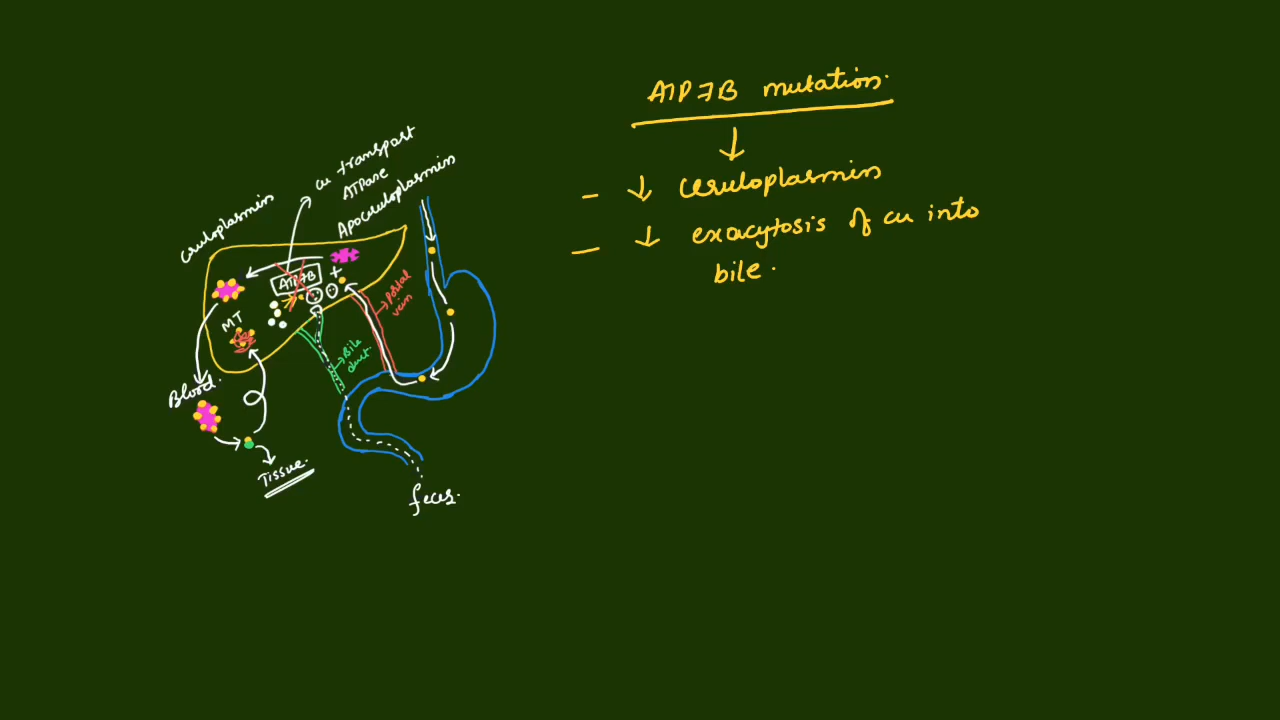 ATP7B mutation.
– ↓ ceruloplasmin
– ↓ exacytosis of cu into
bile.
cu transport
ATPase
Apoceruloplasmin
Ceruloplasmin
ATP7B
+
MT
Portal
vein
Bile
duct.
Blood.
Tissue.
feces.